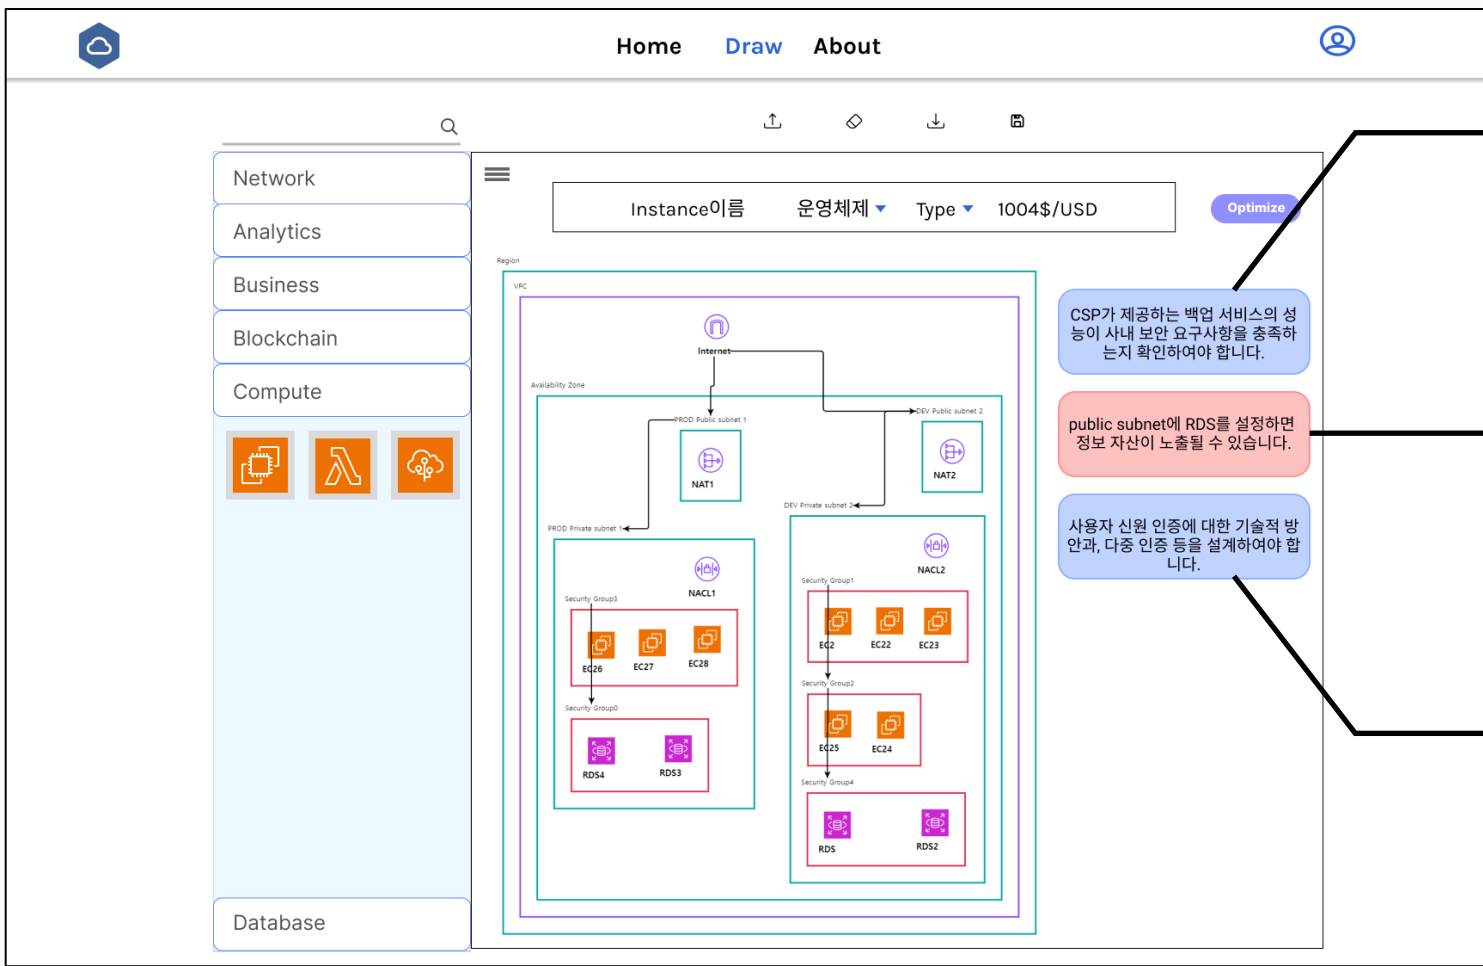 Home Draw About
Network
Analytics
Business
Blockchain
Compute
Database
Instance이름 운영체제 Type 1004$/USD
Optimize
Region
VPC
Internet
Availability Zone
PROD Public subnet 1
NAT1
DEV Public subnet 2
NAT2
PROD Private subnet 1
NACL1
Security Group3
EC26 EC27 EC28
Security Group0
RDS4 RDS3
DEV Private subnet 2
NACL2
Security Group1
EC2 EC22 EC23
Security Group2
EC25 EC24
Security Group4
RDS RDS2
CSP가 제공하는 백업 서비스의 성
능이 사내 보안 요구사항을 충족하
는지 확인하여야 합니다.
public subnet에 RDS를 설정하면
정보 자산이 노출될 수 있습니다.
사용자 신원 인증에 대한 기술적 방
안과, 다중 인증 등을 설계하여야 합
니다.